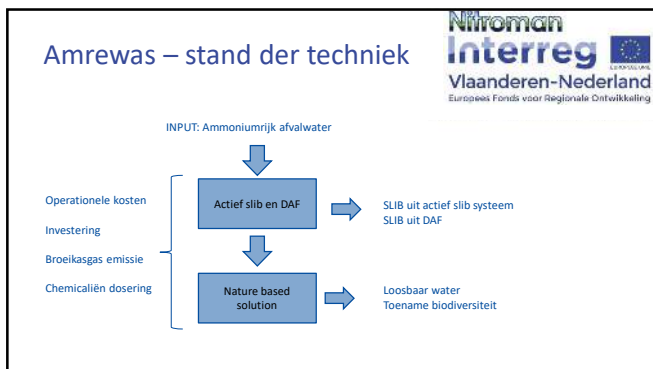 Nitroman
Amrewas – stand der techniek
Interreg
EUROPESE UNIE
Vlaanderen-Nederland
Europees Fonds voor Regionale Ontwikkeling
INPUT: Ammoniumrijk afvalwater
Operationele kosten
Actief slib en DAF
SLIB uit actief slib systeem
SLIB uit DAF
Investering
Broeikasgas emissie
Chemicaliën dosering
Nature based
solution
Loosbaar water
Toename biodiversiteit